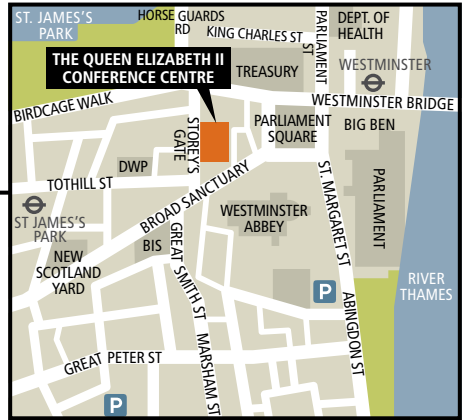 ST. JAMES'S
PARK
HORSE GUARDS
RD
KING CHARLES ST
PARLIAMENT
ST
DEPT. OF
HEALTH
THE QUEEN ELIZABETH II
CONFERENCE CENTRE
TREASURY
WESTMINSTER
BIRDCAGE WALK
WESTMINSTER BRIDGE
STOREY'S
GATE
PARLIAMENT
SQUARE
BIG BEN
DWP
TOTHILL ST
BROAD SANCTUARY
ST. MARGARET ST
PARLIAMENT
ST JAMES'S
PARK
WESTMINSTER
ABBEY
BIS
NEW
SCOTLAND
YARD
GREAT SMITH ST
RIVER
THAMES
P
ABINGDON ST
MARSHAM ST
GREAT PETER ST
P